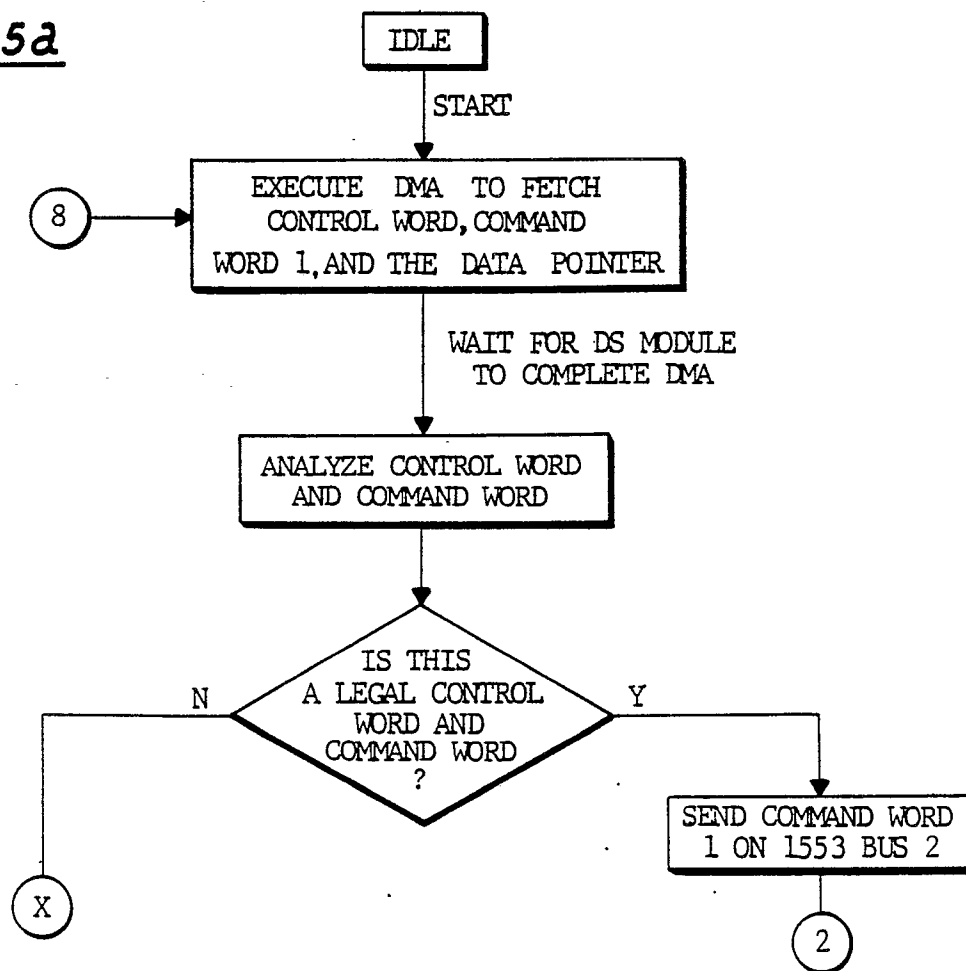 5a
IDLE
START
8
EXECUTE DMA TO FETCH
CONTROL WORD, COMMAND
WORD 1, AND THE DATA POINTER
WAIT FOR DS MODULE
TO COMPLETE DMA
ANALYZE CONTROL WORD
AND COMMAND WORD
IS THIS
A LEGAL CONTROL
WORD AND
COMMAND WORD
?
N
Y
SEND COMMAND WORD
1 ON 1553 BUS 2
X
2